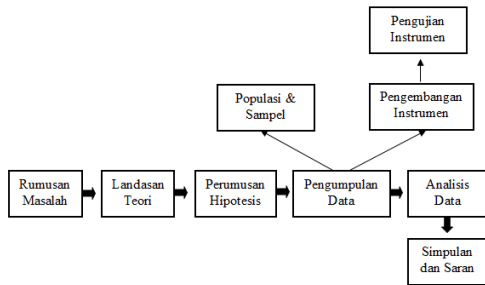 Pengujian
Instrumen
Populasi &
Sampel
Pengembangan
Instrumen
Rumusan
Masalah
Landasan
Teori
Perumusan
Hipotesis
Pengumpulan
Data
Analisis
Data
Simpulan
dan Saran